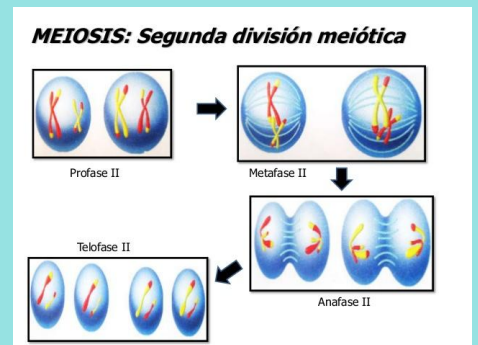 MEIOSIS: Segunda división meiótica
Profase II
Metafase II
Anafase II
Telofase II